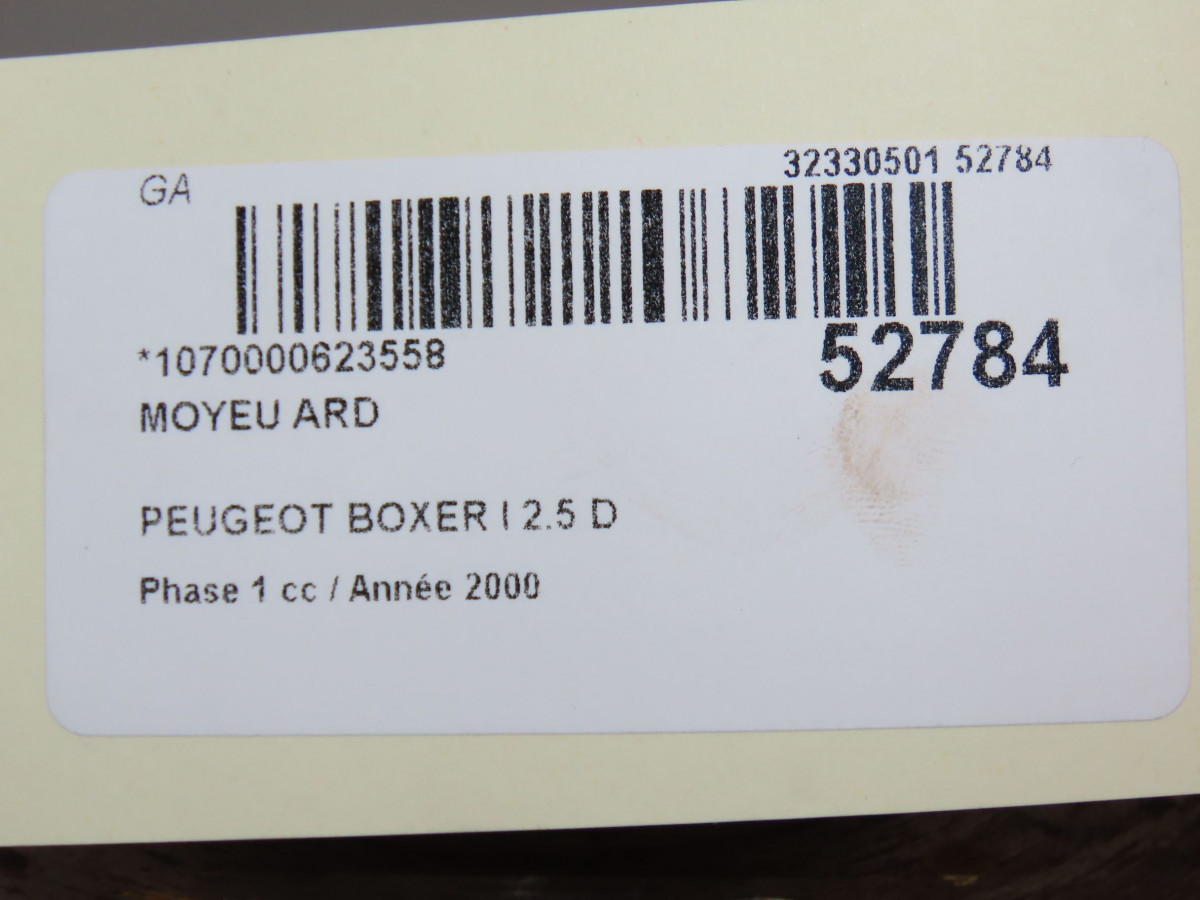 GA
32330501 52784
*1070000623558
52784
MOYEU ARD
PEUGEOT BOXER I 2.5 D
Phase 1 cc / Année 2000